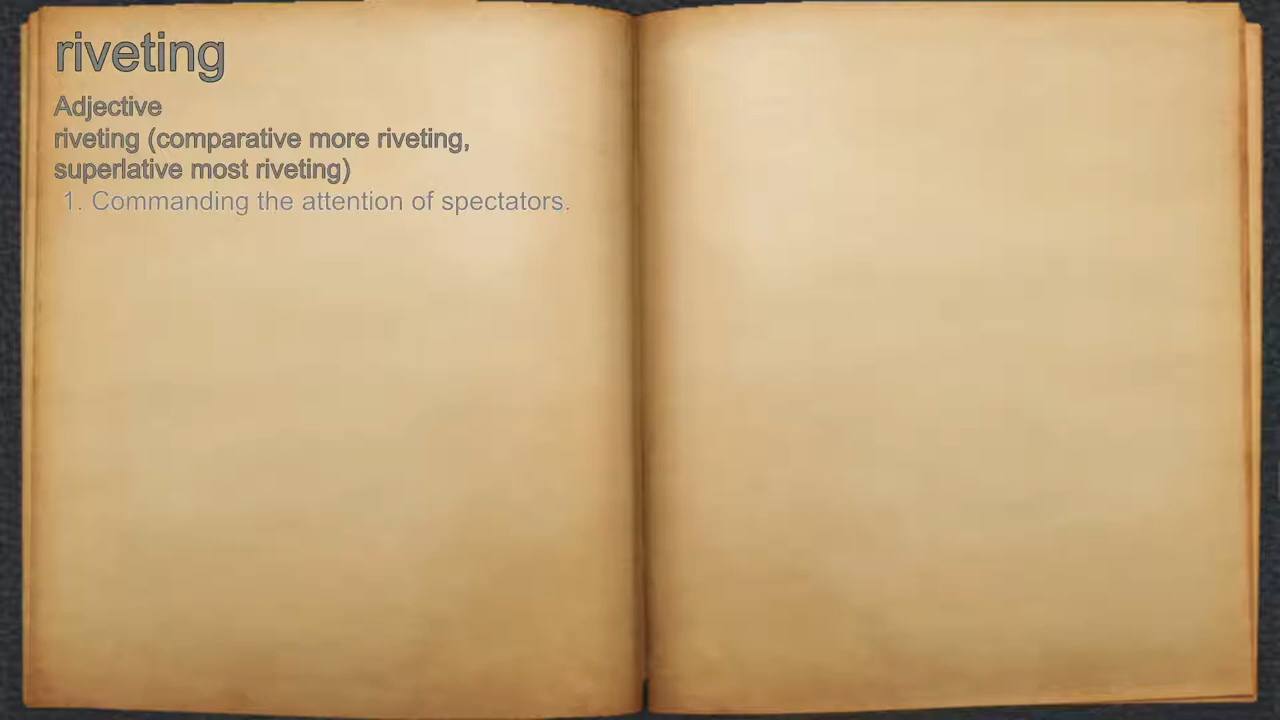 riveting
Adjective
riveting (comparative more riveting,
superlative most riveting)
1. Commanding the attention of spectators.